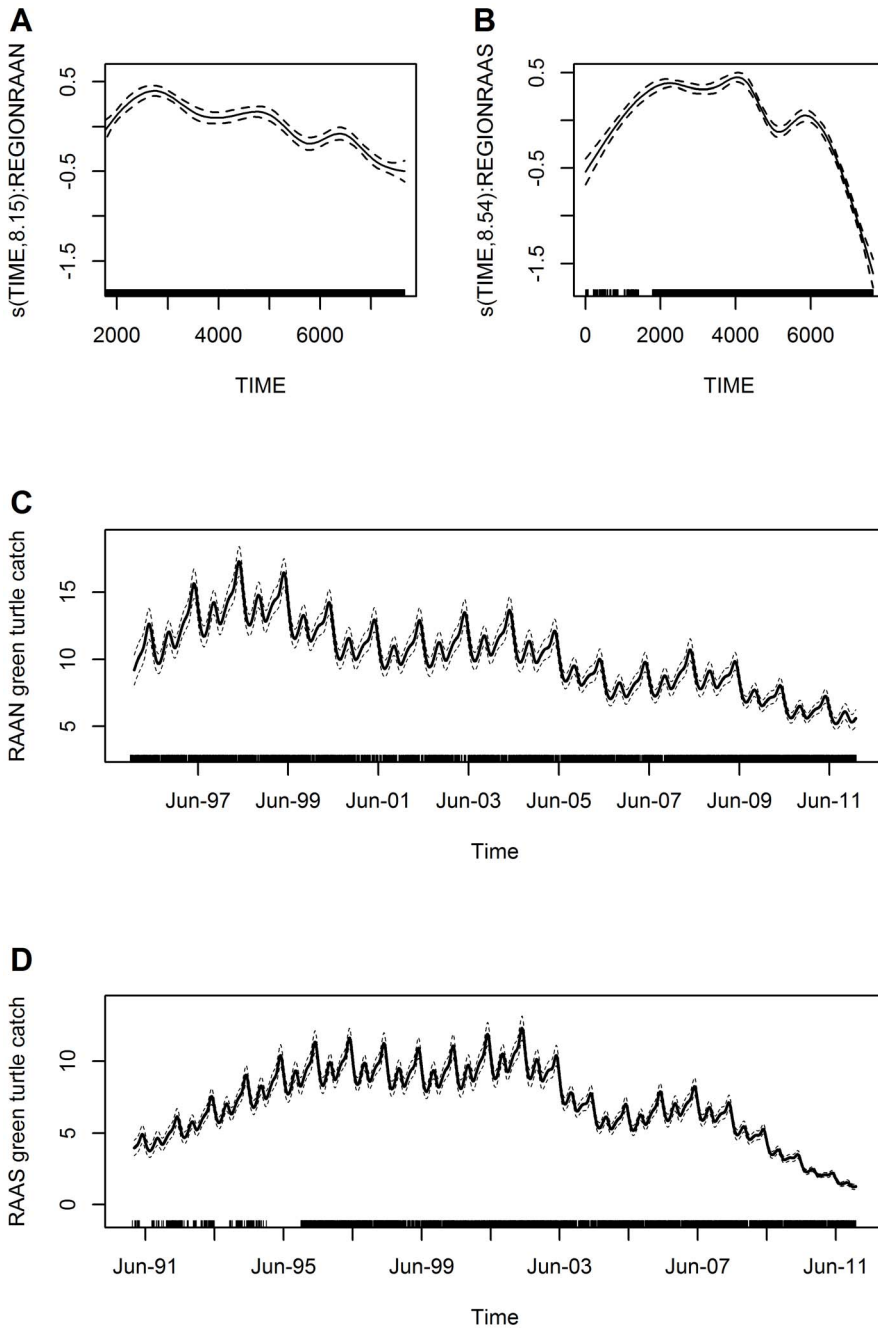 A
s(TIME,8.15):REGIONRAAN
0.5
-0.5
-1.5
2000 4000 6000
TIME
B
s(TIME,8.54):REGIONRAAS
0.5
-0.5
-1.5
0 2000 4000 6000
TIME
C
RAAN green turtle catch
15
10
5
Jun-97 Jun-99 Jun-01 Jun-03 Jun-05 Jun-07 Jun-09 Jun-11
Time
D
RAAS green turtle catch
10
5
0
Jun-91 Jun-95 Jun-99 Jun-03 Jun-07 Jun-11
Time